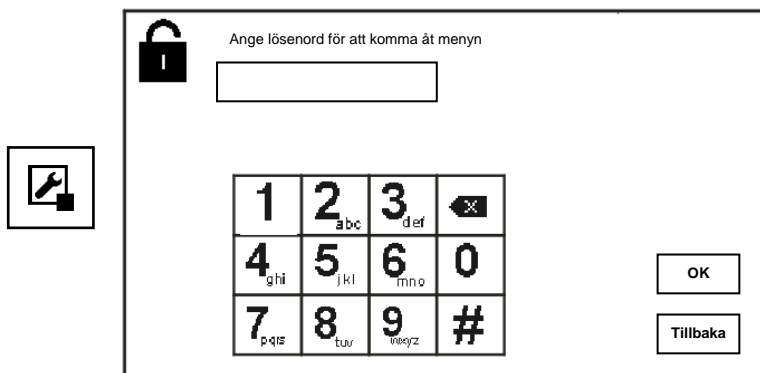 Ange lösenord för att komma åt menyn
1 2 abc 3 def X
4 ghi 5 jkl 6 mno 0
7 pqrs 8 tuv 9 wxyz #
OK
Tillbaka